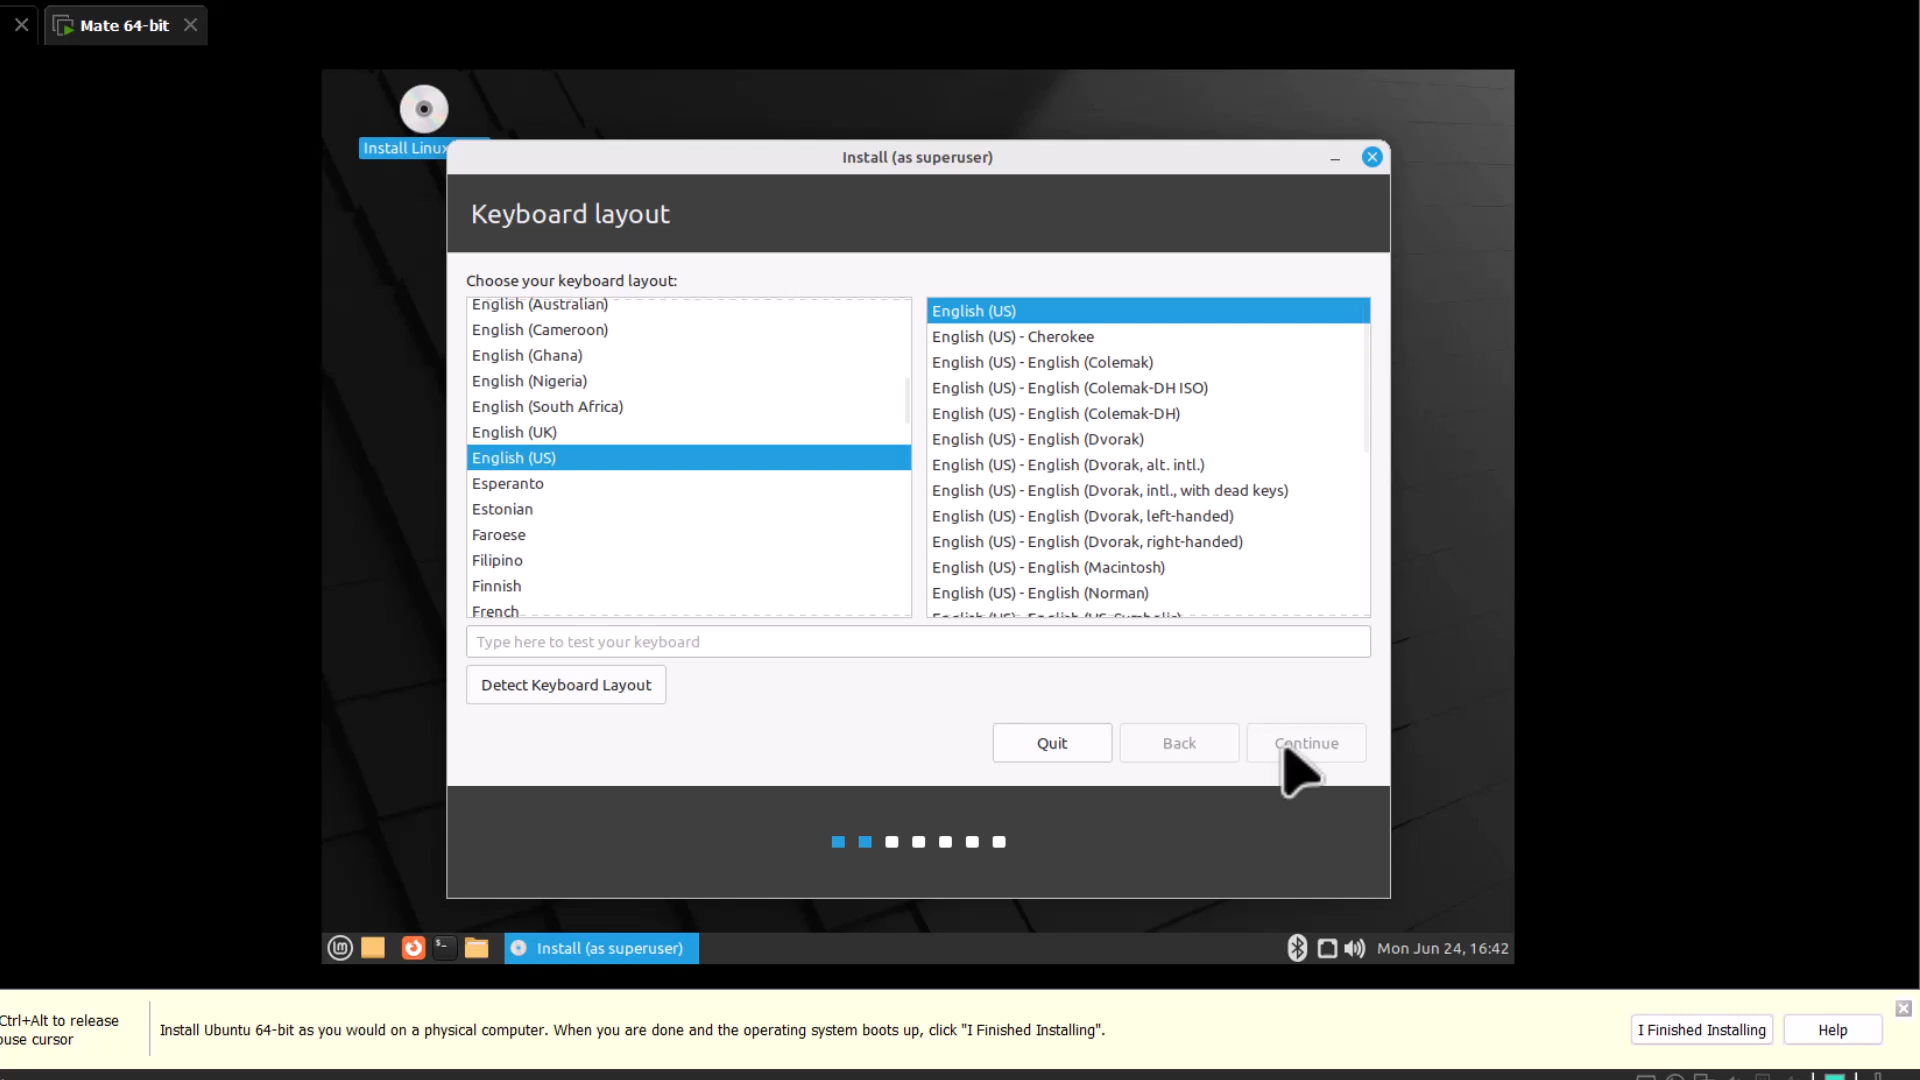 Mate 64-bit
Install Linux
Install (as superuser)
Keyboard layout
Choose your keyboard layout:
English (Australian)
English (Cameroon)
English (Ghana)
English (Nigeria)
English (South Africa)
English (UK)
English (US)
Esperanto
Estonian
Faroese
Filipino
Finnish
French
English (US)
English (US) - Cherokee
English (US) - English (Colemak)
English (US) - English (Colemak-DH ISO)
English (US) - English (Colemak-DH)
English (US) - English (Dvorak)
English (US) - English (Dvorak, alt. intl.)
English (US) - English (Dvorak, intl., with dead keys)
English (US) - English (Dvorak, left-handed)
English (US) - English (Dvorak, right-handed)
English (US) - English (Macintosh)
English (US) - English (Norman)
English (US) - English (US, Symbolic)
Type here to test your keyboard
Detect Keyboard Layout
Quit
Back
Continue
Install (as superuser)
Mon Jun 24, 16:42
Ctrl+Alt to release
ouse cursor
Install Ubuntu 64-bit as you would on a physical computer. When you are done and the operating system boots up, click "I Finished Installing".
I Finished Installing
Help